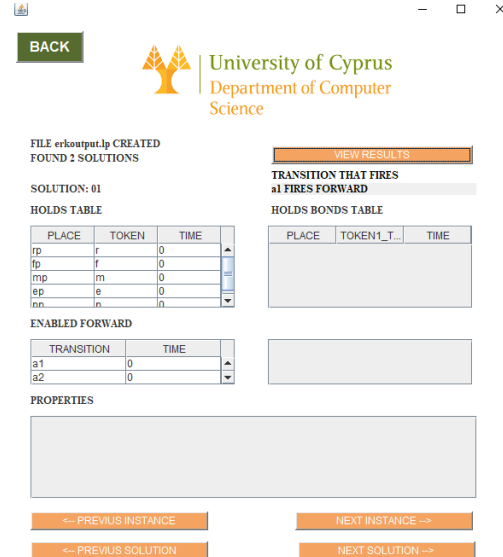 BACK
University of Cyprus
Department of Computer
Science
FILE erkoutput.lp CREATED
FOUND 2 SOLUTIONS
VIEW RESULTS
TRANSITION THAT FIRES
SOLUTION: 01
a1 FIRES FORWARD
HOLDS TABLE
HOLDS BONDS TABLE
PLACE TOKEN TIME
PLACE TOKEN1_T... TIME
rp r 0
fp f 0
mp m 0
ep e 0
np n 0
ENABLED FORWARD
TRANSITION TIME
a1 0
a2 0
PROPERTIES
<-- PREVIUS INSTANCE
NEXT INSTANCE -->
<-- PREVIUS SOLUTION
NEXT SOLUTION -->